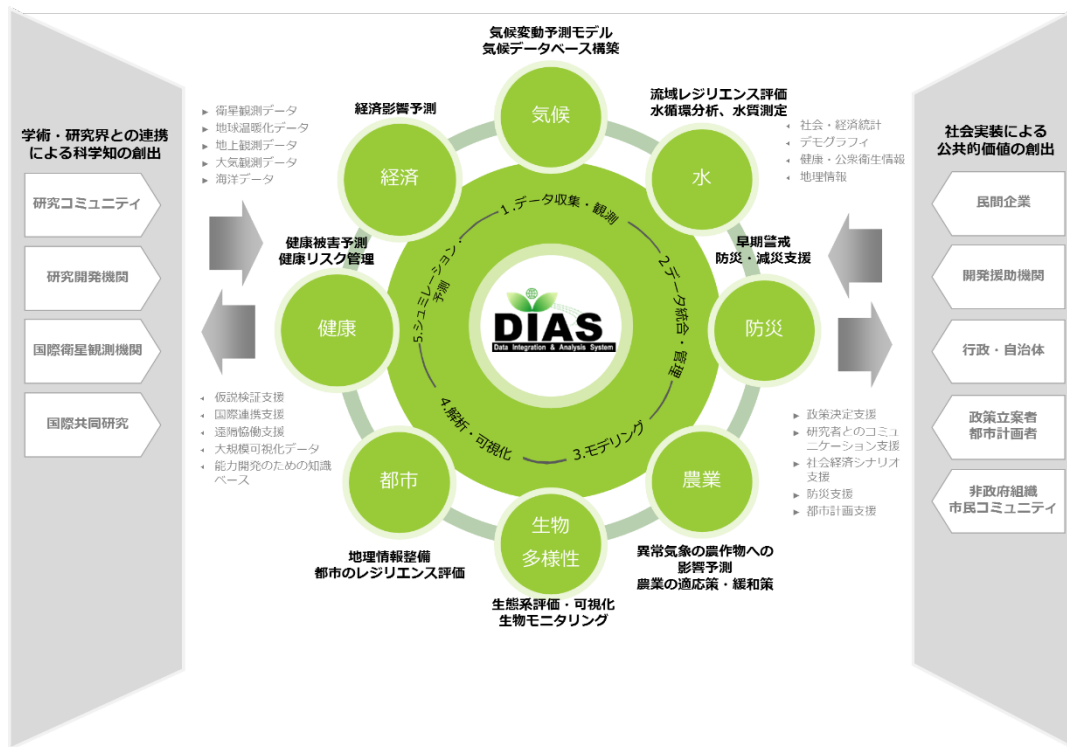 気候変動予測モデル
気候データベース構築
気候
流域レジリエンス評価
水循環分析、水質測定
水
経済影響予測
経済
衛星観測データ
地球温暖化データ
地上観測データ
大気観測データ
海洋データ
社会・経済統計
デモグラフィ
健康・公衆衛生情報
地理情報
学術・研究界との連携
による科学知の創出
研究コミュニティ
研究開発機関
国際衛星観測機関
国際共同研究
社会実装による
公共的価値の創出
民間企業
開発援助機関
行政・自治体
政策立案者
都市計画者
非政府組織
市民コミュニティ
健康被害予測
健康リスク管理
健康
早期警戒
防災・減災支援
防災
1.データ収集・観測
2.データ統合・管理
3.モデリング
4.解析・可視化
5.シュミレーション・
予測
DIAS
Data Integration & Analysis System
仮説検証支援
国際連携支援
遠隔恊働支援
大規模可視化データ
能力開発のための知識
ベース
政策決定支援
研究者とのコミュ
ニケーション支援
社会経済シナリオ
支援
防災支援
都市計画支援
都市
地理情報整備
都市のレジリエンス評価
生物
多様性
生態系評価・可視化
生物モニタリング
農業
異常気象の農作物への
影響予測
農業の適応策・緩和策